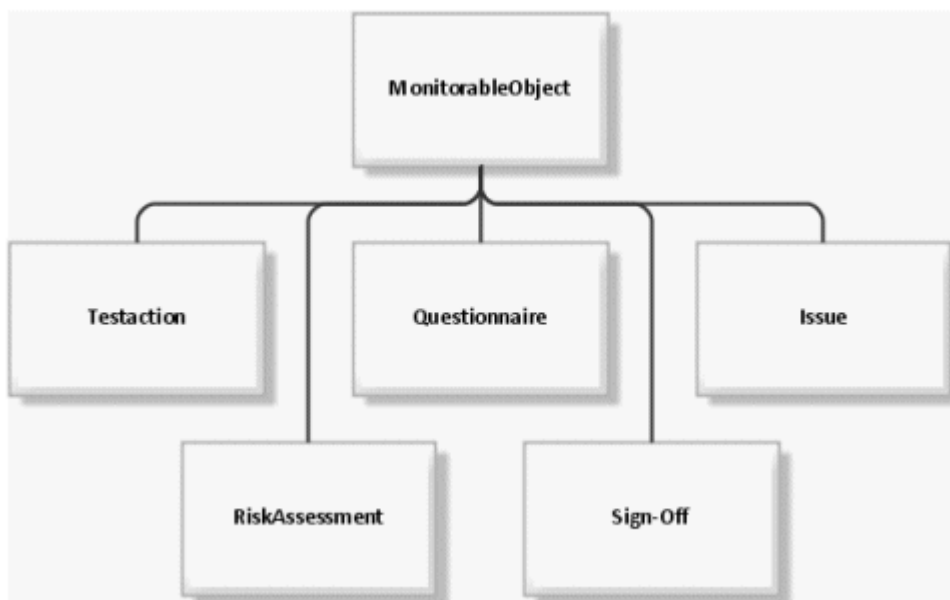 MonitorableObject
Testaction
Questionnaire
Issue
RiskAssessment
Sign-Off